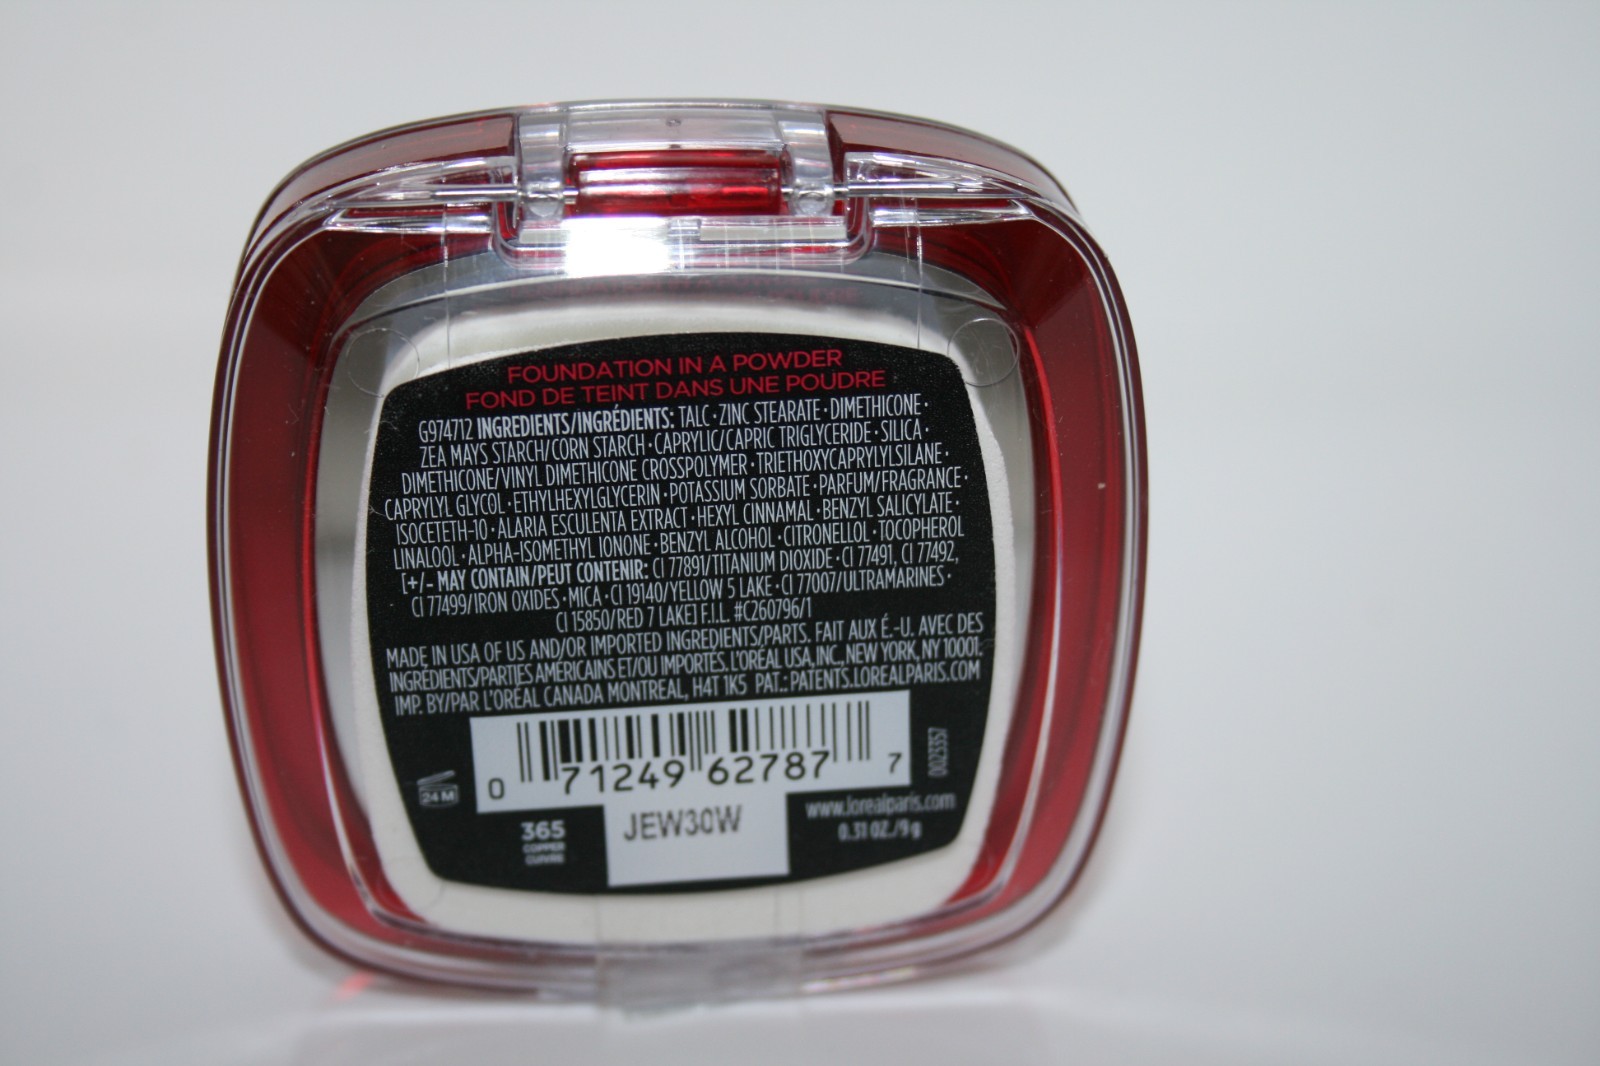 FOUNDATION IN A POWDER
FOND DE TEINT DANS UNE POUDRE
G974712 INGREDIENTS/INGRÉDIENTS: TALC · ZINC STEARATE · DIMETHICONE ·
ZEA MAYS STARCH/CORN STARCH · CAPRYLIC/CAPRIC TRIGLYCERIDE · SILICA ·
DIMETHICONE/VINYL DIMETHICONE CROSSPOLYMER · TRIETHOXYCAPRYLYLSILANE ·
CAPRYLYL GLYCOL · ETHYLHEXYLGLYCERIN · POTASSIUM SORBATE · PARFUM/FRAGRANCE ·
ISOCETETH-10 · ALARIA ESCULENTA EXTRACT · HEXYL CINNAMAL · BENZYL SALICYLATE ·
LINALOOL · ALPHA-ISOMETHYL IONONE · BENZYL ALCOHOL · CITRONELLOL · TOCOPHEROL
[+/- MAY CONTAIN/PEUT CONTENIR: CI 77891/TITANIUM DIOXIDE · CI 77491, CI 77492,
CI 77499/IRON OXIDES · MICA · CI 19140/YELLOW 5 LAKE · CI 77007/ULTRAMARINES ·
CI 15850/RED 7 LAKE] F.I.L. #C260796/1
MADE IN USA OF US AND/OR IMPORTED INGREDIENTS/PARTS. FAIT AUX É.-U. AVEC DES
INGRÉDIENTS/PARTIES AMÉRICAINS ET/OU IMPORTÉS. L'ORÉAL USA, INC., NEW YORK, NY 10001.
IMP. BY/PAR L'ORÉAL CANADA MONTREAL, H4T 1K5 PAT.: PATENTS.LOREALPARIS.COM
0 71249 62787 7
0023357
24 M
JEW30W
www.lorealparis.com
0.31 OZ./9 g
365
COPPER
CUIVRE